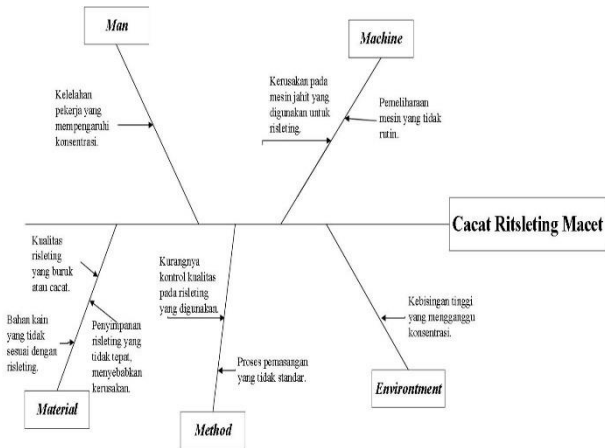 Man
Machine
Kelelahan
pekerja yang
mempengaruhi
konsentrasi.
Kerusakan pada
mesin jahit yang
digunakan untuk
risleting.
Pemeliharaan
mesin yang tidak
rutin.
Cacat Ritsleting Macet
Kualitas
risleting
yang buruk
atau cacat.
Bahan kain
yang tidak
sesuai dengan
risleting.
Penyimpanan
risleting yang
tidak tepat,
menyebabkan
kerusakan.
Kurangnya
kontrol kualitas
pada risleting
yang digunakan.
Proses pemasangan
yang tidak standar.
Kebisingan tinggi
yang mengganggu
konsentrasi.
Material
Method
Environtment